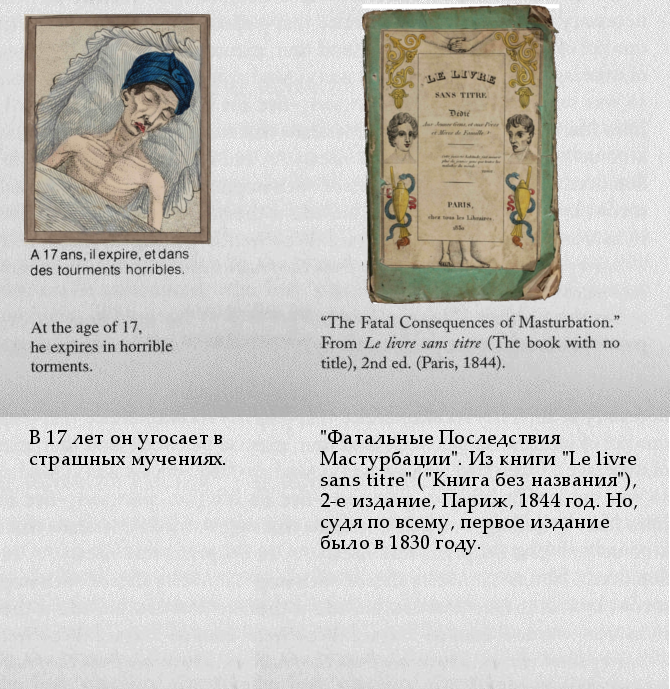 LE LIVRE
SANS TITRE
Dédié
Aux Jeunes Gens, et aux Pères
et Mères de Famille.
PARIS,
chez tous les Libraires.
1830
A 17 ans, il expire, et dans
des tourments horribles.
At the age of 17,
he expires in horrible
torments.
“The Fatal Consequences of Masturbation.”
From Le livre sans titre (The book with no
title), 2nd ed. (Paris, 1844).
В 17 лет он угосает в
страшных мучениях.
"Фатальные Последствия
Мастурбации". Из книги "Le livre
sans titre" ("Книга без названия"),
2-е издание, Париж, 1844 год. Но,
судя по всему, первое издание
было в 1830 году.